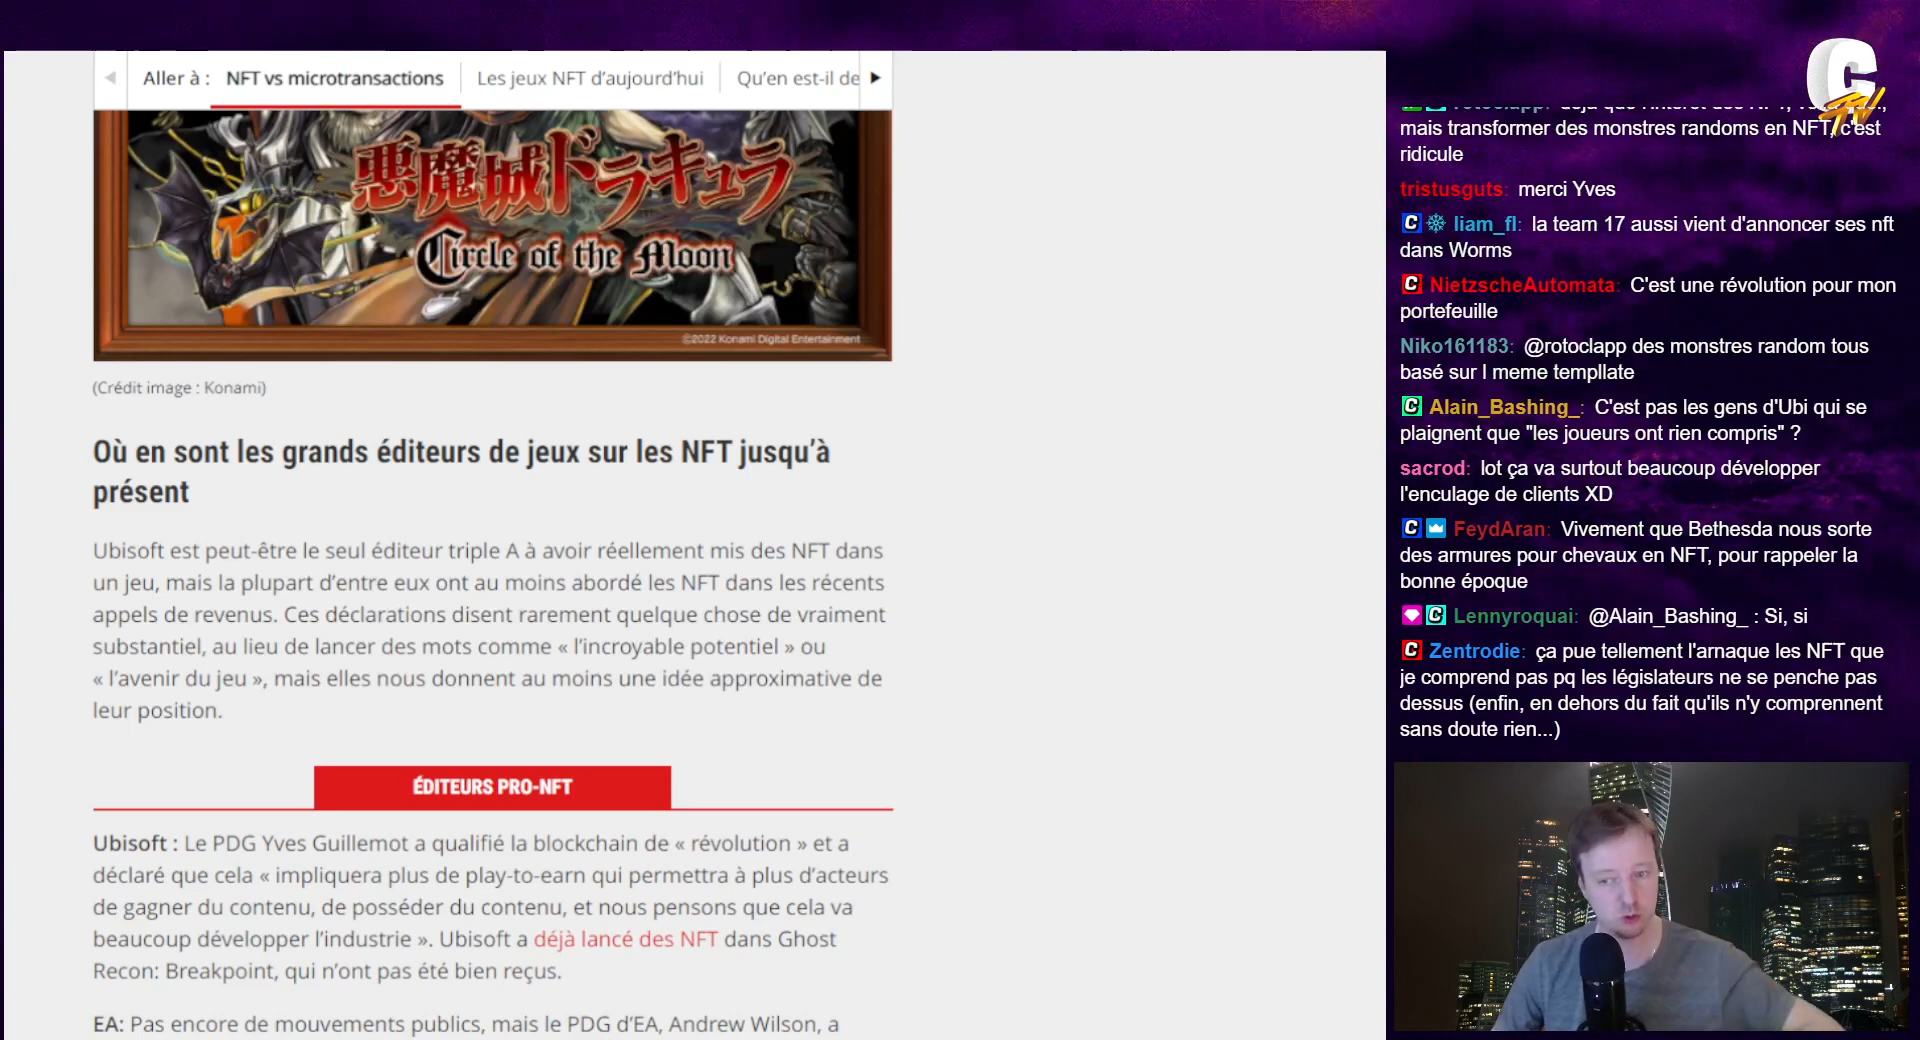 Aller à :
NFT vs microtransactions
Les jeux NFT d’aujourd’hui
Qu’en est-il de
悪魔城ドラキュラ
Circle of the Moon
©2022 Konami Digital Entertainment
(Crédit image : Konami)
Où en sont les grands éditeurs de jeux sur les NFT jusqu’à
présent
Ubisoft est peut-être le seul éditeur triple A à avoir réellement mis des NFT dans
un jeu, mais la plupart d’entre eux ont au moins abordé les NFT dans les récents
appels de revenus. Ces déclarations disent rarement quelque chose de vraiment
substantiel, au lieu de lancer des mots comme « l’incroyable potentiel » ou
« l’avenir du jeu », mais elles nous donnent au moins une idée approximative de
leur position.
ÉDITEURS PRO-NFT
Ubisoft : Le PDG Yves Guillemot a qualifié la blockchain de « révolution » et a
déclaré que cela « impliquera plus de play-to-earn qui permettra à plus d’acteurs
de gagner du contenu, de posséder du contenu, et nous pensons que cela va
beaucoup développer l’industrie ». Ubisoft a déjà lancé des NFT dans Ghost
Recon: Breakpoint, qui n’ont pas été bien reçus.
EA: Pas encore de mouvements publics, mais le PDG d’EA, Andrew Wilson, a
C TV
rotoclapp: déjà que l'intérêt des NFT,
mais transformer des monstres randoms en NFT, c'est
ridicule
tristusguts: merci Yves
C liam_fl: la team 17 aussi vient d'annoncer ses nft
dans Worms
C NietzscheAutomata: C'est une révolution pour mon
portefeuille
Niko161183: @rotoclapp des monstres random tous
basé sur l meme templlate
C Alain_Bashing_: C'est pas les gens d'Ubi qui se
plaignent que "les joueurs ont rien compris" ?
sacrod: lot ça va surtout beaucoup développer
l'enculage de clients XD
C FeydAran: Vivement que Bethesda nous sorte
des armures pour chevaux en NFT, pour rappeler la
bonne époque
C Lennyroquai: @Alain_Bashing_ : Si, si
C Zentrodie: ça pue tellement l'arnaque les NFT que
je comprend pas pq les législateurs ne se penche pas
dessus (enfin, en dehors du fait qu'ils n'y comprennent
sans doute rien...)